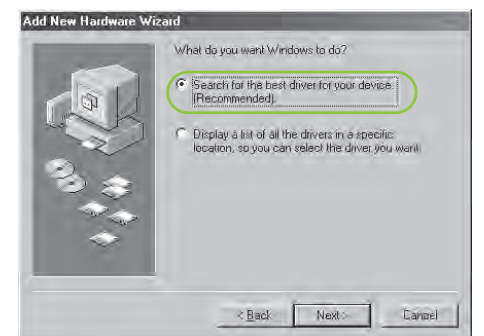 Add New Hardware Wizard
What do you want Windows to do?
Search for the best driver for your device
(Recommended).
Display a list of all the drivers in a specific
location, so you can select the driver you want.
< Back
Next >
Cancel